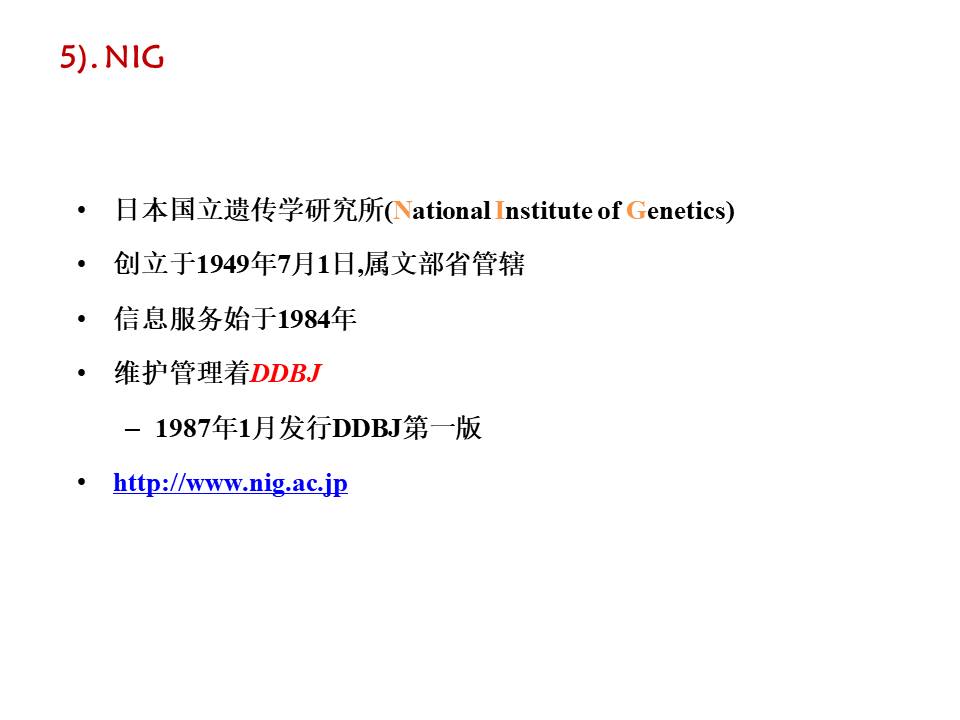 5). NIG
• 日本国立遗传学研究所(National Institute of Genetics)
• 创立于1949年7月1日,属文部省管辖
• 信息服务始于1984年
• 维护管理着DDBJ
– 1987年1月发行DDBJ第一版
• http://www.nig.ac.jp